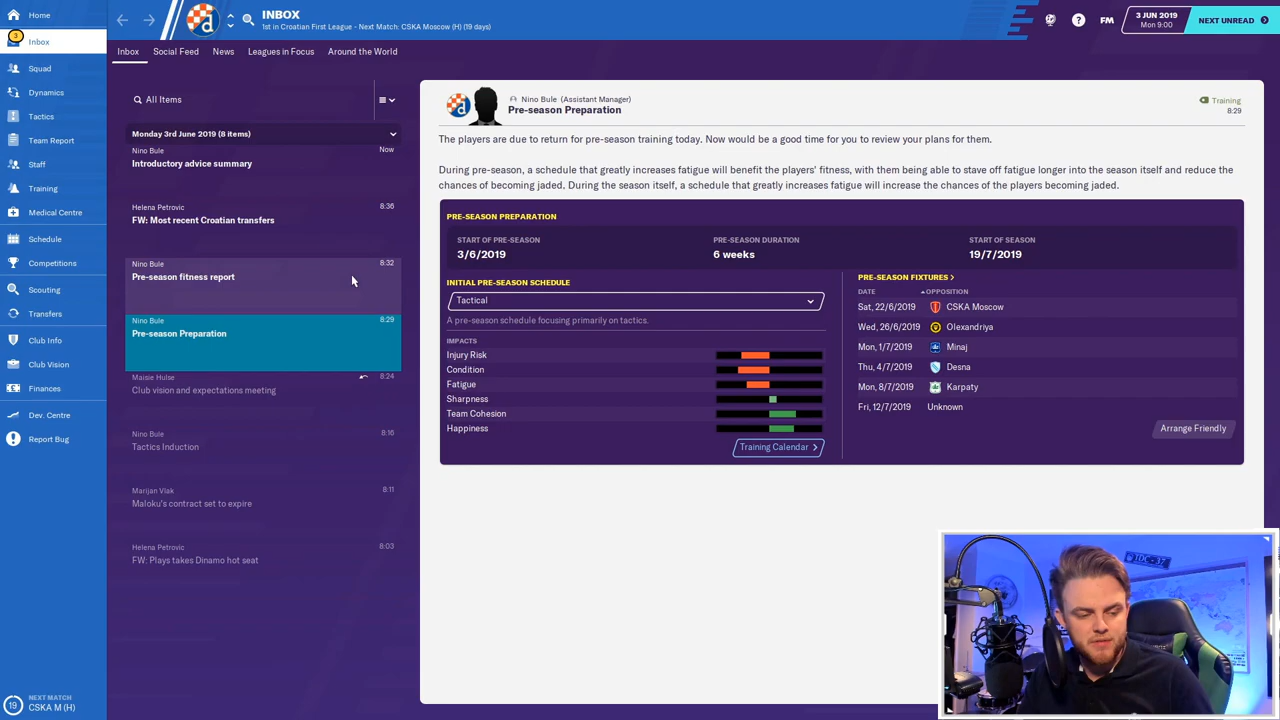 Home
3
Inbox
Squad
Dynamics
Tactics
Team Report
Staff
Training
Medical Centre
Schedule
Competitions
Scouting
Transfers
Club Info
Club Vision
Finances
Dev. Centre
Report Bug
19
NEXT MATCH
CSKA M (H)
INBOX
1st in Croatian First League - Next Match: CSKA Moscow (H) (19 days)
FM
3 JUN 2019
Mon 9:00
NEXT UNREAD
Inbox
Social Feed
News
Leagues in Focus
Around the World
All Items
Monday 3rd June 2019 (8 items)
Nino Bule
Now
Introductory advice summary
Helena Petrovic
8:36
FW: Most recent Croatian transfers
Nino Bule
8:32
Pre-season fitness report
Nino Bule
8:29
Pre-season Preparation
Maisie Hulse
8:24
Club vision and expectations meeting
Nino Bule
8:16
Tactics Induction
Marijan Vlak
8:11
Maloku's contract set to expire
Helena Petrovic
8:03
FW: Plays takes Dinamo hot seat
Nino Bule (Assistant Manager)
Pre-season Preparation
Training
8:29
The players are due to return for pre-season training today. Now would be a good time for you to review your plans for them.
During pre-season, a schedule that greatly increases fatigue will benefit the players' fitness, with them being able to stave off fatigue longer into the season itself and reduce the
chances of becoming jaded. During the season itself, a schedule that greatly increases fatigue will increase the chances of the players becoming jaded.
PRE-SEASON PREPARATION
START OF PRE-SEASON
3/6/2019
PRE-SEASON DURATION
6 weeks
START OF SEASON
19/7/2019
INITIAL PRE-SEASON SCHEDULE
Tactical
A pre-season schedule focusing primarily on tactics.
IMPACTS
Injury Risk
Condition
Fatigue
Sharpness
Team Cohesion
Happiness
Training Calendar
PRE-SEASON FIXTURES
DATE
OPPOSITION
Sat, 22/6/2019
CSKA Moscow
Wed, 26/6/2019
Olexandriya
Mon, 1/7/2019
Minaj
Thu, 4/7/2019
Desna
Mon, 8/7/2019
Karpaty
Fri, 12/7/2019
Unknown
Arrange Friendly